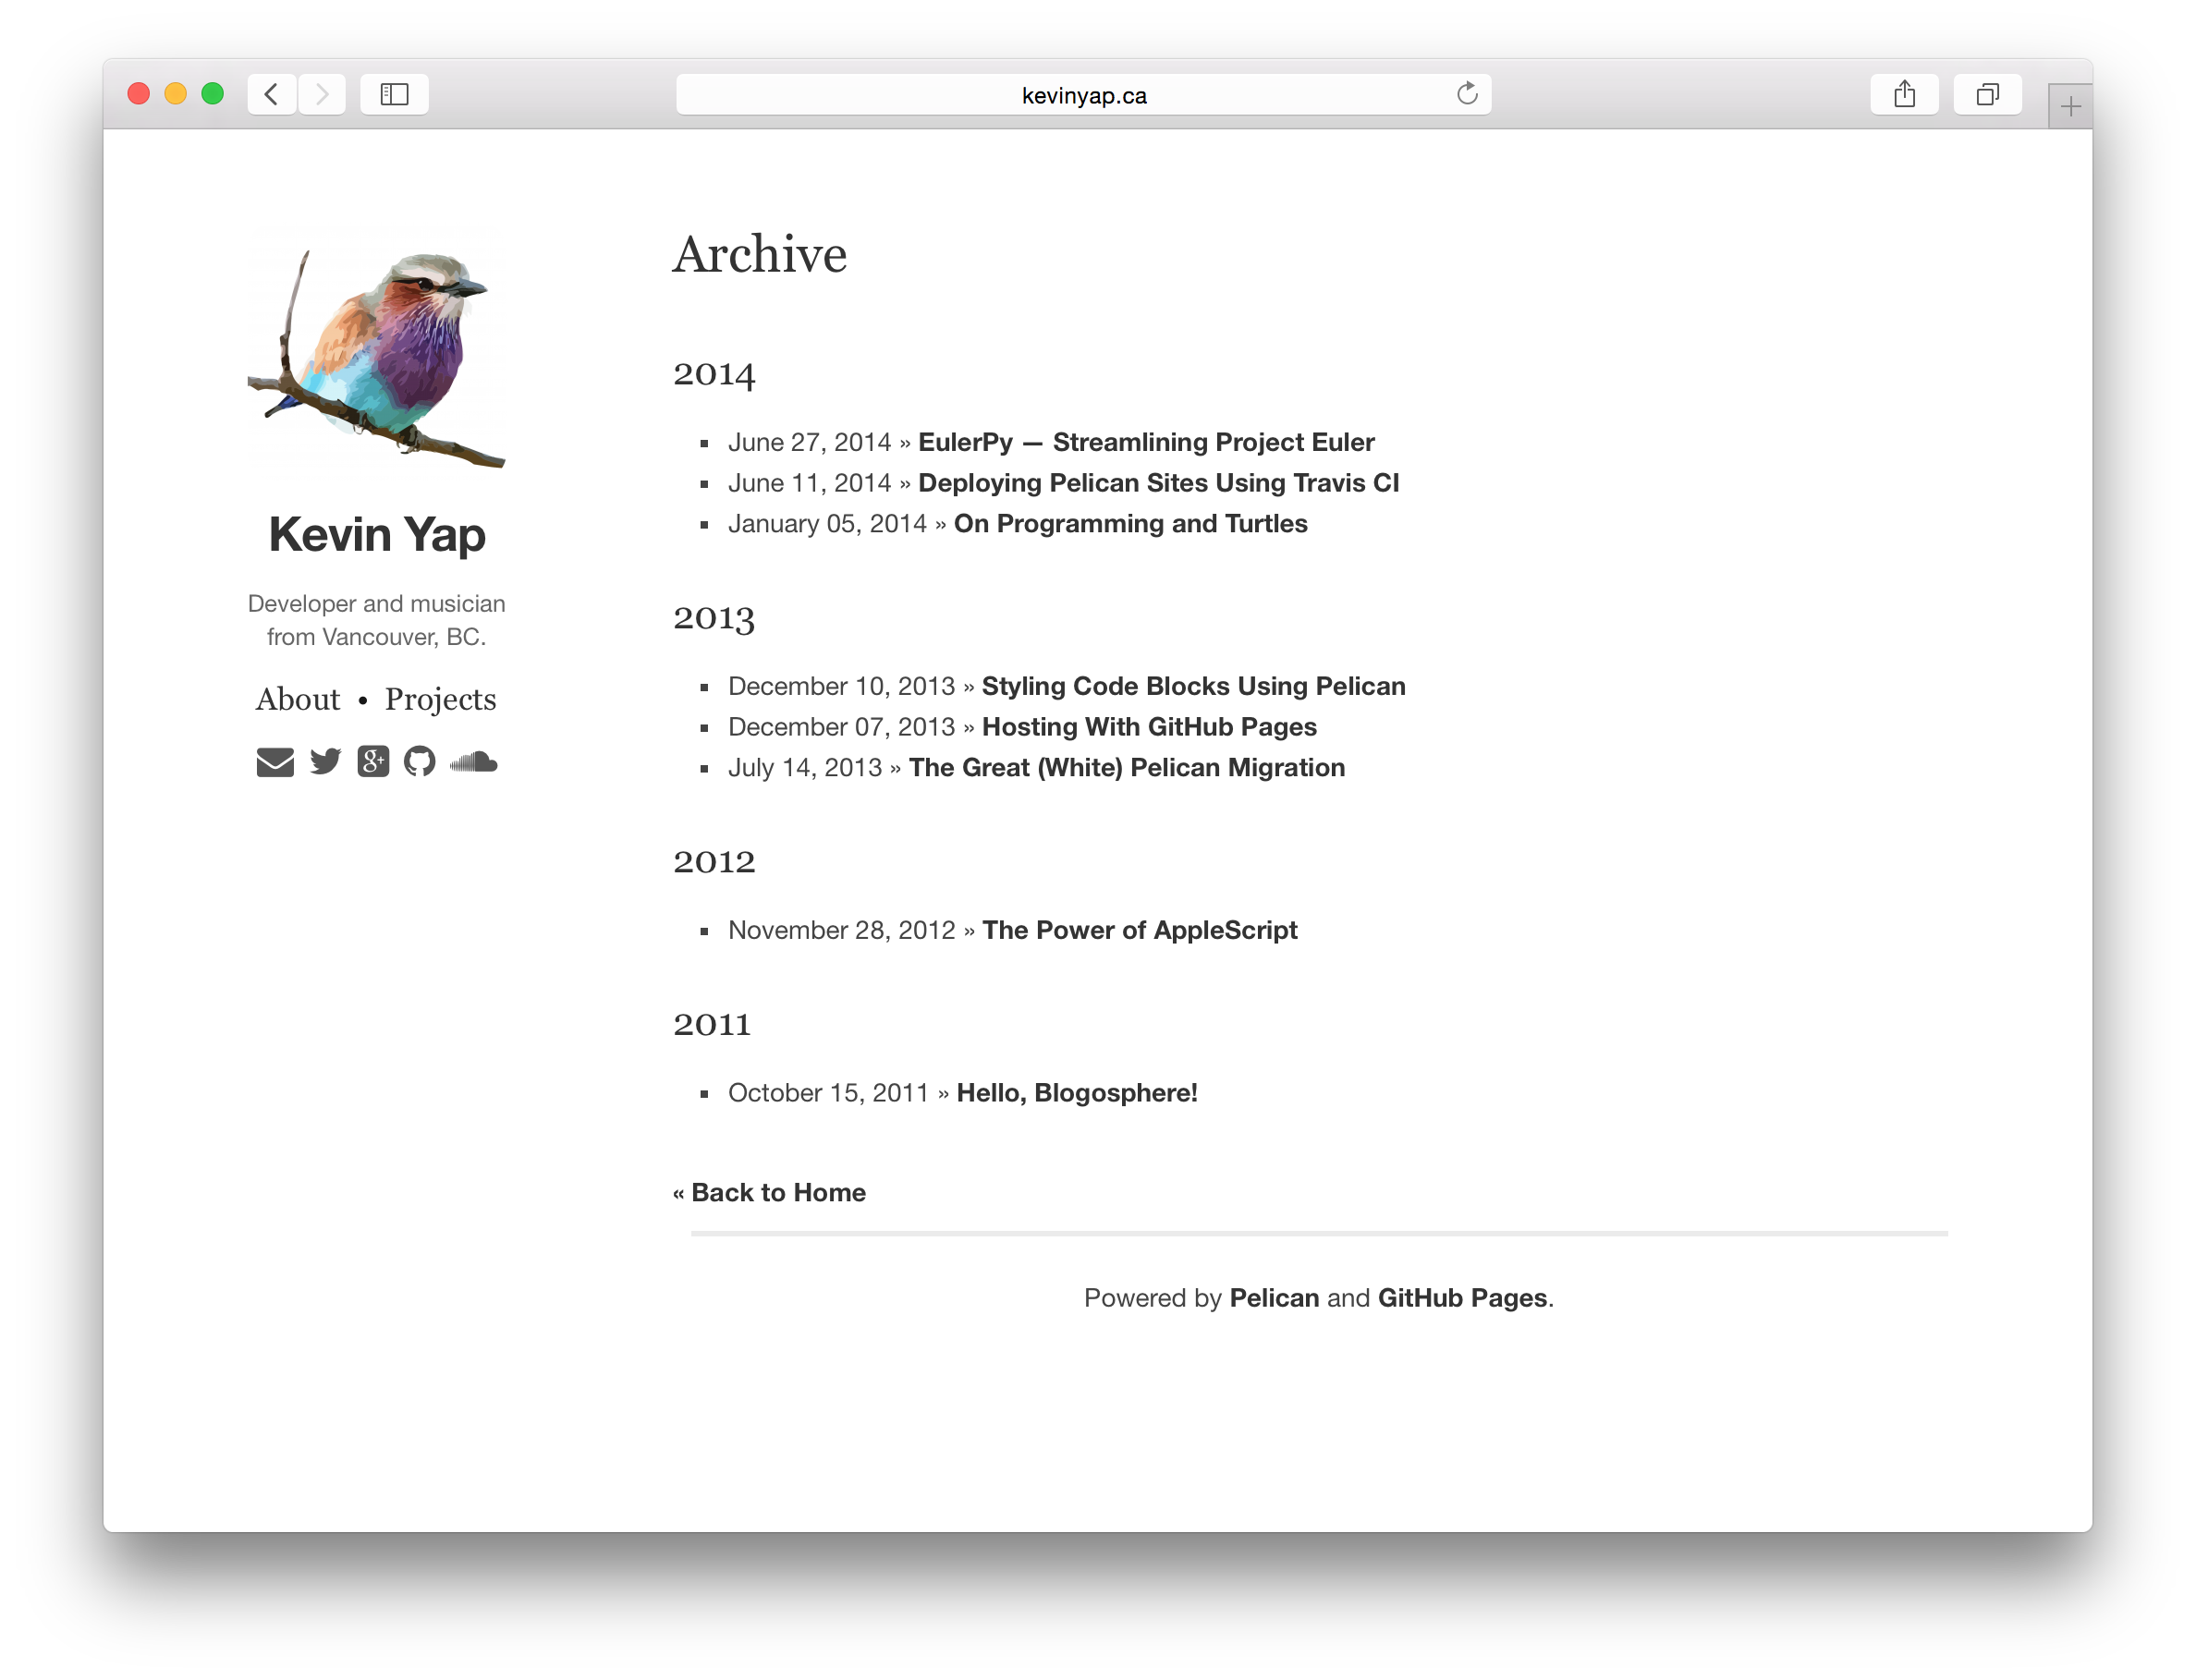 kevinyap.ca
Kevin Yap
Developer and musician
from Vancouver, BC.
About • Projects
Archive
2014
June 27, 2014 » EulerPy — Streamlining Project Euler
June 11, 2014 » Deploying Pelican Sites Using Travis CI
January 05, 2014 » On Programming and Turtles
2013
December 10, 2013 » Styling Code Blocks Using Pelican
December 07, 2013 » Hosting With GitHub Pages
July 14, 2013 » The Great (White) Pelican Migration
2012
November 28, 2012 » The Power of AppleScript
2011
October 15, 2011 » Hello, Blogosphere!
« Back to Home
Powered by Pelican and GitHub Pages.